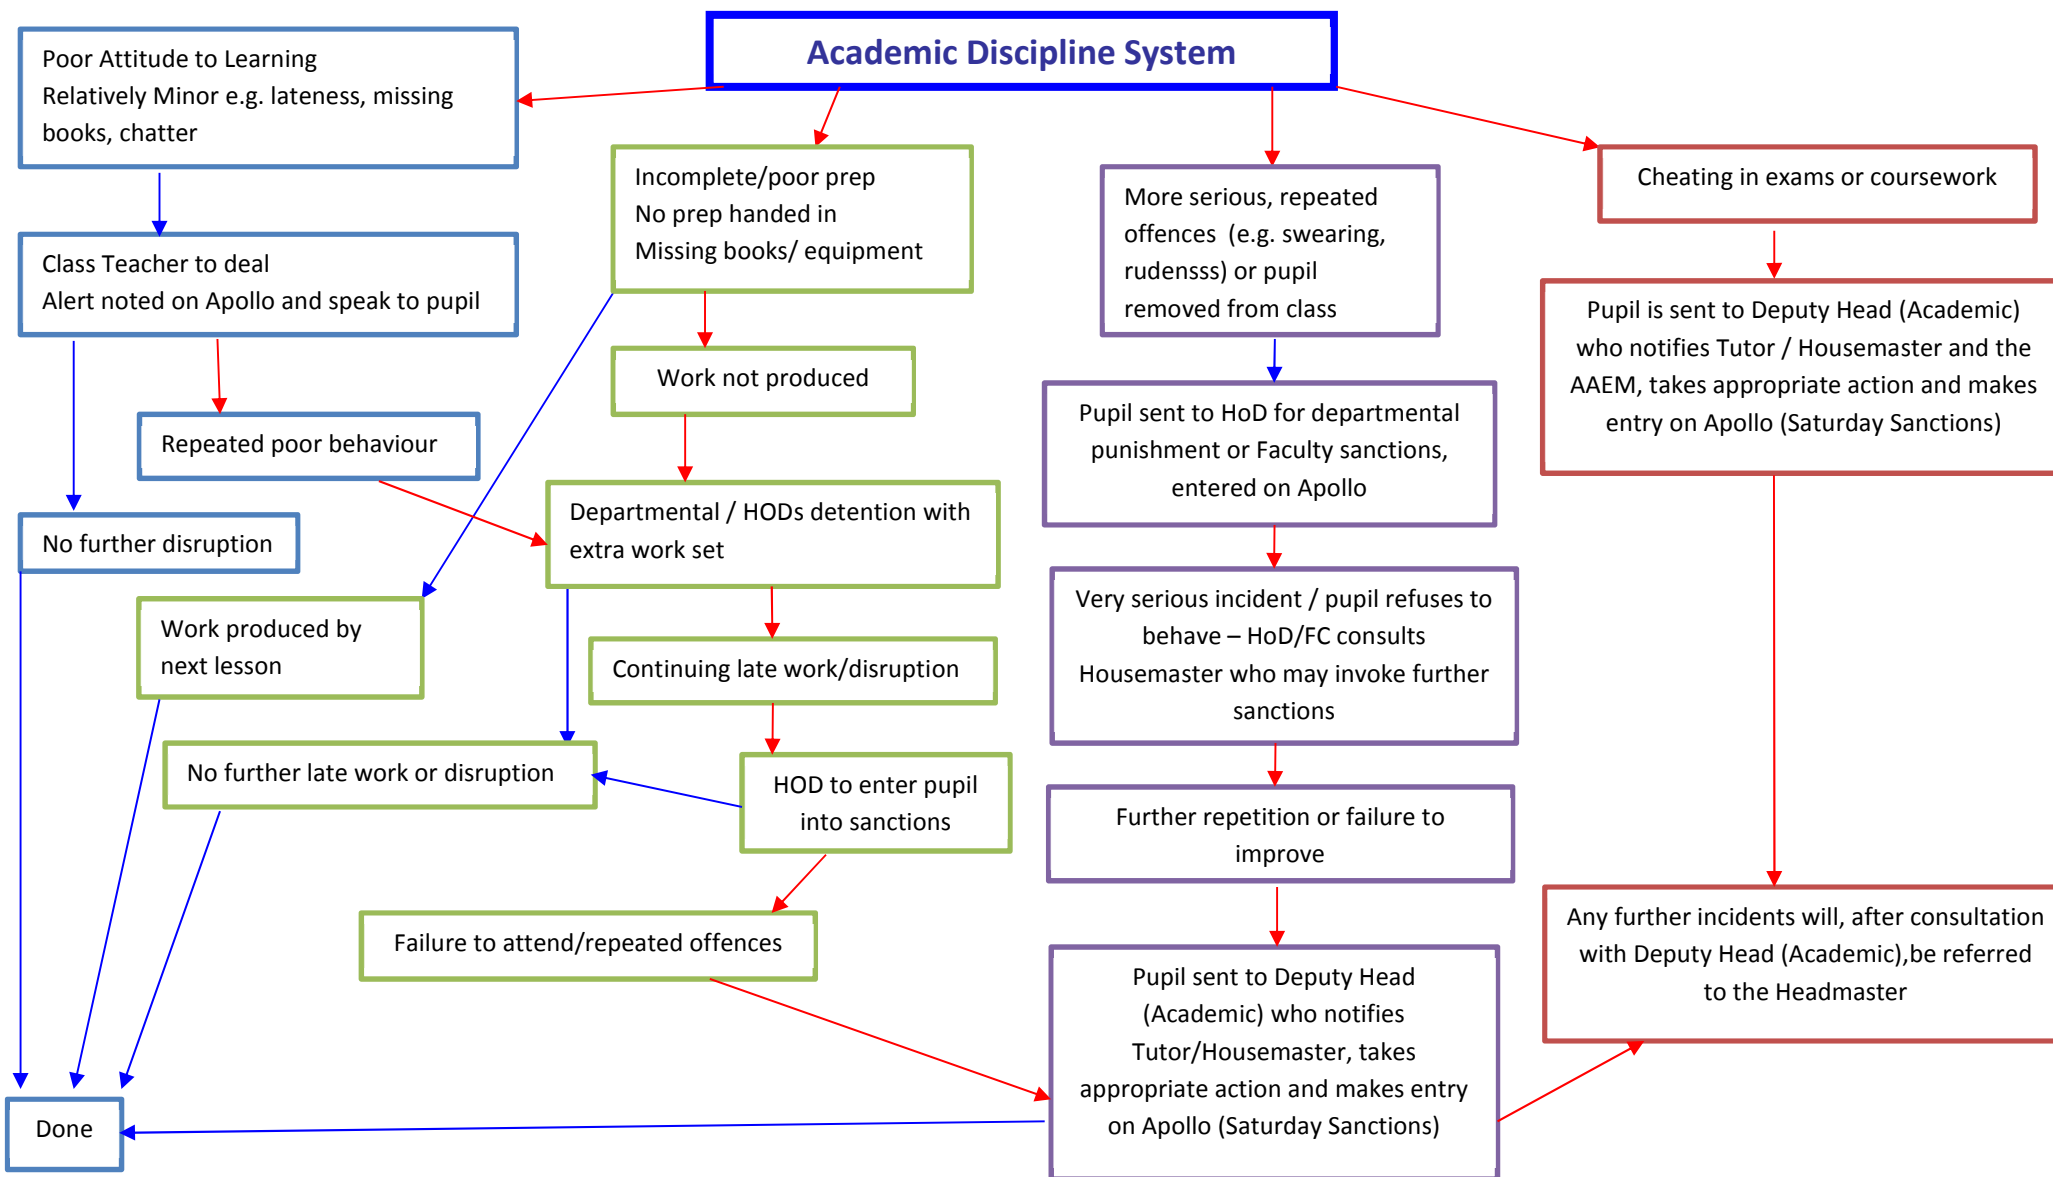 Academic Discipline System
Poor Attitude to Learning
Relatively Minor e.g. lateness, missing
books, chatter
Class Teacher to deal
Alert noted on Apollo and speak to pupil
Repeated poor behaviour
No further disruption
Incomplete/poor prep
No prep handed in
Missing books/ equipment
Work not produced
Departmental / HODs detention with
extra work set
Work produced by
next lesson
Continuing late work/disruption
No further late work or disruption
HOD to enter pupil
into sanctions
Failure to attend/repeated offences
Done
More serious, repeated
offences  (e.g. swearing,
rudensss) or pupil
removed from class
Pupil sent to HoD for departmental
punishment or Faculty sanctions,
entered on Apollo
Very serious incident / pupil refuses to
behave – HoD/FC consults
Housemaster who may invoke further
sanctions
Further repetition or failure to
improve
Pupil sent to Deputy Head
(Academic) who notifies
Tutor/Housemaster, takes
appropriate action and makes entry
on Apollo (Saturday Sanctions)
Cheating in exams or coursework
Pupil is sent to Deputy Head (Academic)
who notifies Tutor / Housemaster and the
AAEM, takes appropriate action and makes
entry on Apollo (Saturday Sanctions)
Any further incidents will, after consultation
with Deputy Head (Academic),be referred
to the Headmaster